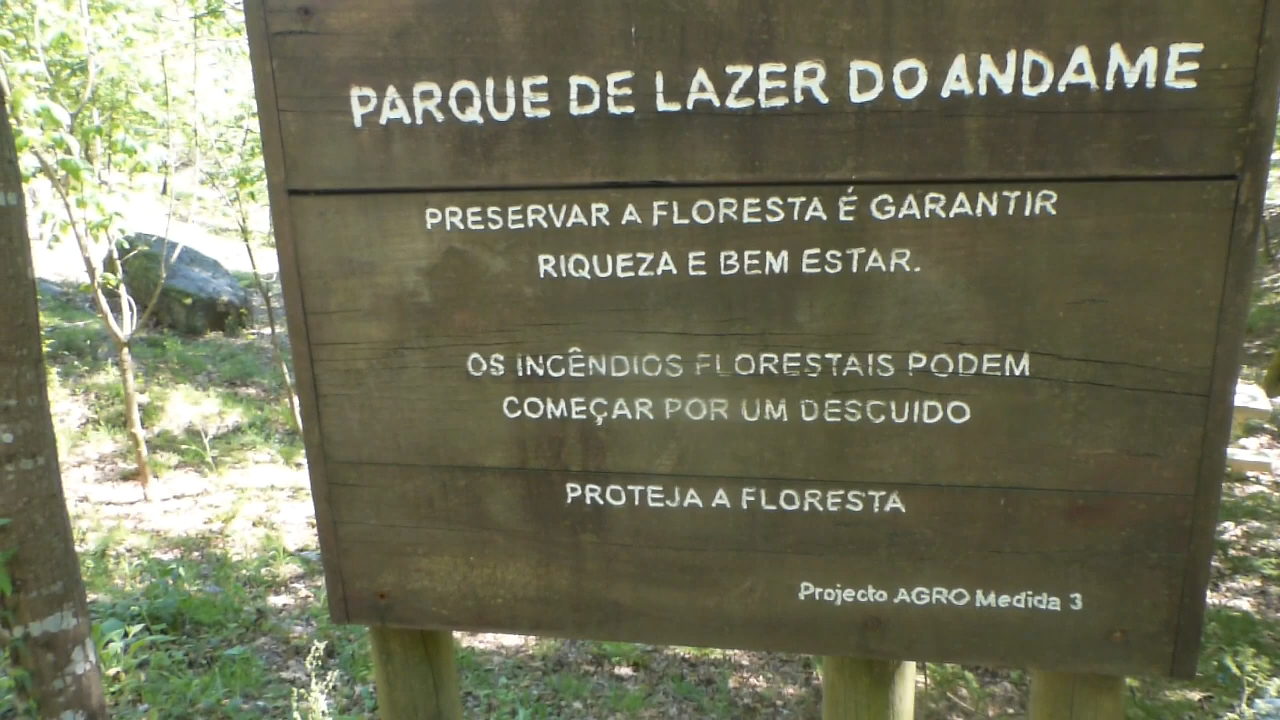 PARQUE DE LAZER DO ANDAME
PRESERVAR A FLORESTA É GARANTIR
RIQUEZA E BEM ESTAR.
OS INCÊNDIOS FLORESTAIS PODEM
COMEÇAR POR UM DESCUIDO
PROTEJA A FLORESTA
Projecto AGRO Medida 3